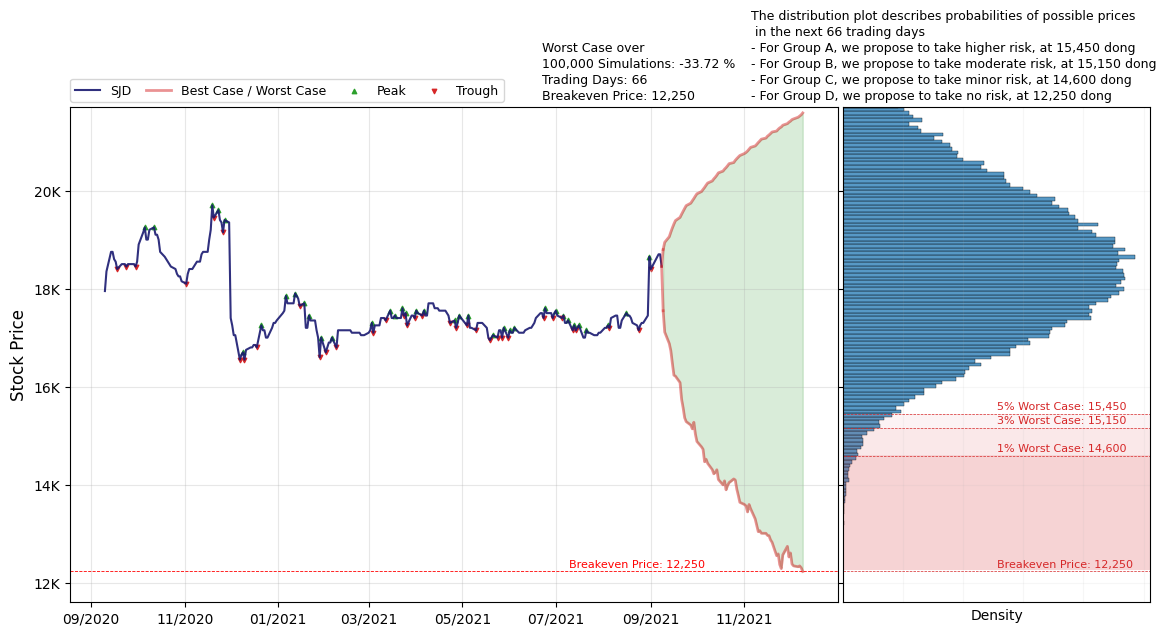 The distribution plot describes probabilities of possible prices
in the next 66 trading days
- For Group A, we propose to take higher risk, at 15,450 dong
- For Group B, we propose to take moderate risk, at 15,150 dong
- For Group C, we propose to take minor risk, at 14,600 dong
- For Group D, we propose to take no risk, at 12,250 dong
Worst Case over
100,000 Simulations: -33.72 %
Trading Days: 66
Breakeven Price: 12,250
SJD Best Case / Worst Case Peak Trough
Stock Price
20K
18K
16K
14K
12K
Breakeven Price: 12,250
09/2020 11/2020 01/2021 03/2021 05/2021 07/2021 09/2021 11/2021
5% Worst Case: 15,450
3% Worst Case: 15,150
1% Worst Case: 14,600
Breakeven Price: 12,250
Density